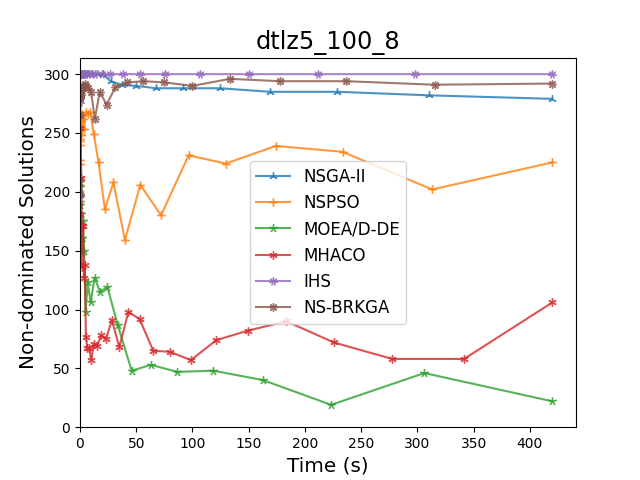 dtlz5_100_8
Non-dominated Solutions
300
250
200
150
100
50
0
NSGA-II
NSPSO
MOEA/D-DE
MHACO
IHS
NS-BRKGA
0 50 100 150 200 250 300 350 400
Time (s)